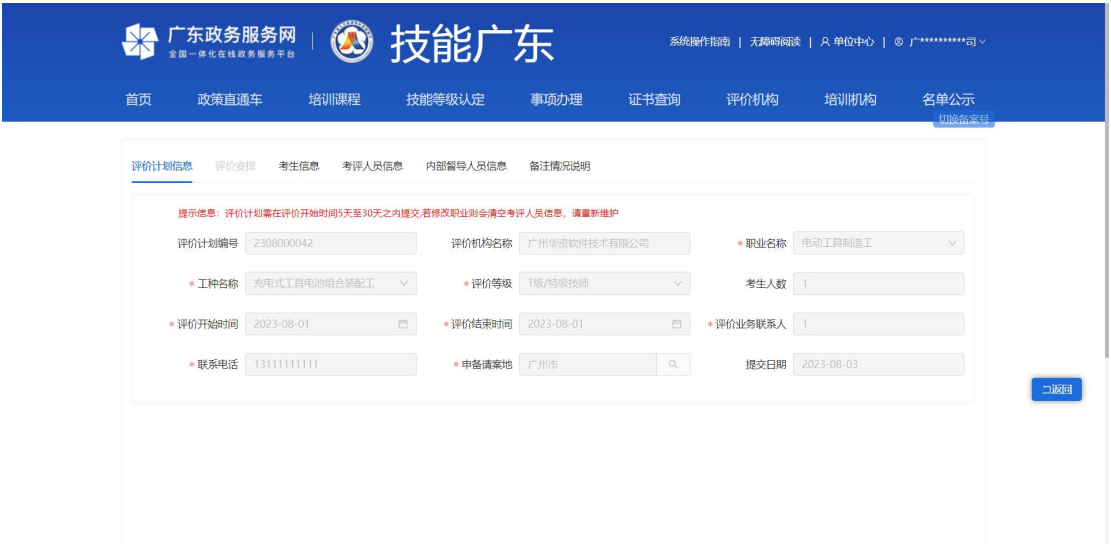 广东政务服务网
全国一体化在线政务服务平台
技能广东
系统操作指南 | 无障碍阅读 | 单位中心 | 广**********司
首页 政策直通车 培训课程 技能等级认定 事项办理 证书查询 评价机构 培训机构 名单公示
切换备案号
评价计划信息 评价安排 考生信息 考评人员信息 内部督导人员信息 备注情况说明
提示信息：评价计划需在评价开始时间5天至30天之内提交,若修改职业则会清空考评人员信息，请重新维护
评价计划编号 2308000042 评价机构名称 广州华资软件技术有限公司 * 职业名称 电动工具制造工
* 工种名称 充电式工具电池组合装配工 * 评价等级 T级/特级技师 考生人数 1
* 评价开始时间 2023-08-01 * 评价结束时间 2023-08-01 * 评价业务联系人 1
* 联系电话 13111111111 * 申备请案地 广州市 提交日期 2023-08-03
返回